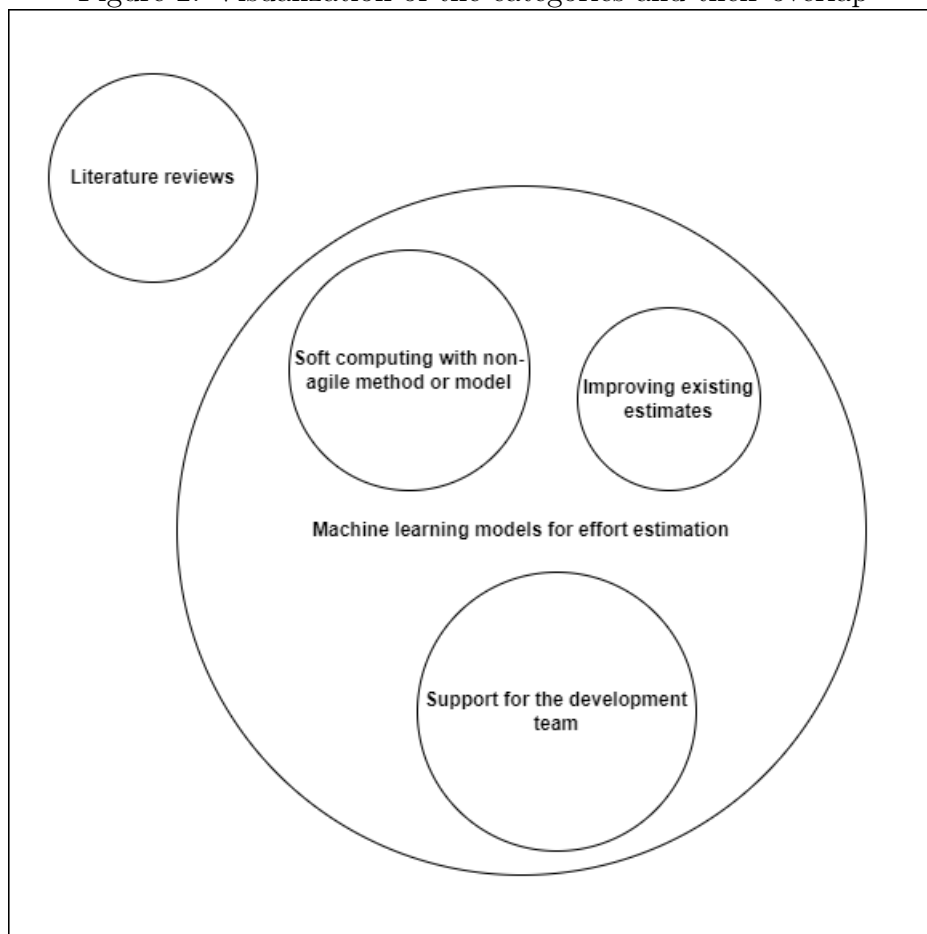 Figure 2: Visualization of the categories and their overlap
Literature reviews
Soft computing with non-
agile method or model
Improving existing
estimates
Machine learning models for effort estimation
Support for the development
team